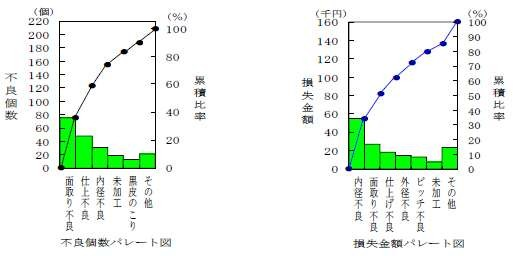 (個)
(%)
220
200
180
160
140
120
100
80
60
40
20
0
100
80
60
40
20
0
不良個数
累積比率
面取り不良
仕上不良
内径不良
未加工
黒皮のこり
その他
不良個数パレート図
(千円)
(%)
160
140
120
100
80
60
40
20
0
100
90
80
70
60
50
40
30
20
10
0
損失金額
累積比率
内径不良
面取り不良
仕上げ不良
外径不良
ピッチ不良
未加工
その他
損失金額パレート図